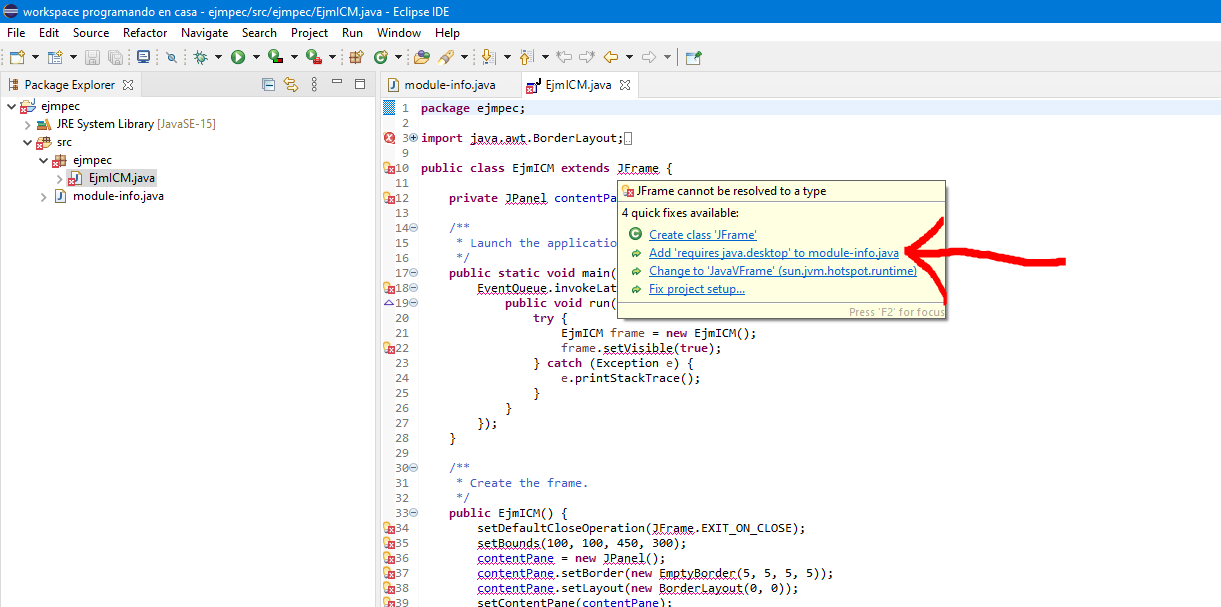 workspace programando en casa - ejmpec/src/ejmpec/EjmICM.java - Eclipse IDE
File Edit Source Refactor Navigate Search Project Run Window Help
Package Explorer
ejmpec
JRE System Library [JavaSE-15]
src
ejmpec
EjmICM.java
module-info.java
module-info.java EjmICM.java
1 package ejmpec;
2
3 import java.awt.BorderLayout;
9
10 public class EjmICM extends JFrame {
11
12 private JPanel contentPa
13
14 /**
15 * Launch the applicatio
16 */
17 public static void main(
18 EventQueue.invokeLat
19 public void run(
20 try {
21 EjmICM frame = new EjmICM();
22 frame.setVisible(true);
23 } catch (Exception e) {
24 e.printStackTrace();
25 }
26 }
27 });
28 }
29
30 /**
31 * Create the frame.
32 */
33 public EjmICM() {
34 setDefaultCloseOperation(JFrame.EXIT_ON_CLOSE);
35 setBounds(100, 100, 450, 300);
36 contentPane = new JPanel();
37 contentPane.setBorder(new EmptyBorder(5, 5, 5, 5));
38 contentPane.setLayout(new BorderLayout(0, 0));
39 setContentPane(contentPane);
JFrame cannot be resolved to a type
4 quick fixes available:
Create class 'JFrame'
Add 'requires java.desktop' to module-info.java
Change to 'JavaVFrame' (sun.jvm.hotspot.runtime)
Fix project setup...
Press 'F2' for focus